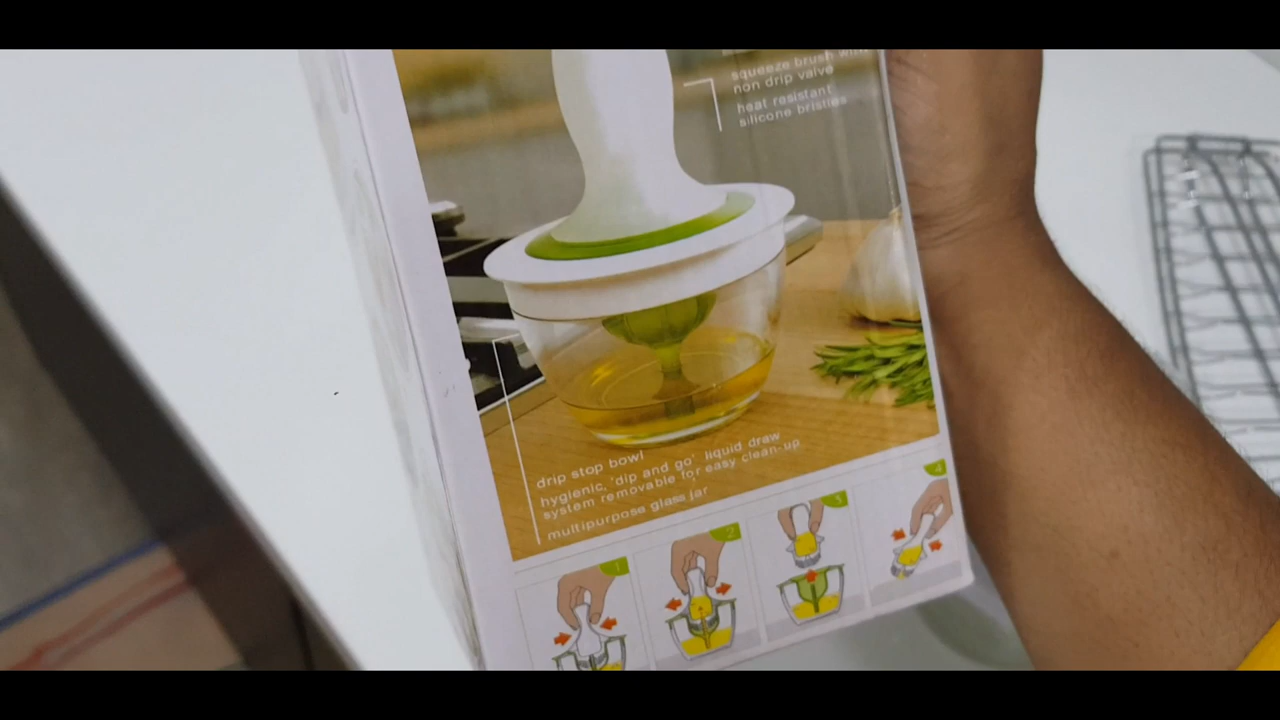 squeeze brush with
non drip valve
heat resistant
silicone bristles
drip stop bowl
hygienic, 'dip and go' liquid draw
system removable for easy clean-up
multipurpose glass jar
1
2
3
4